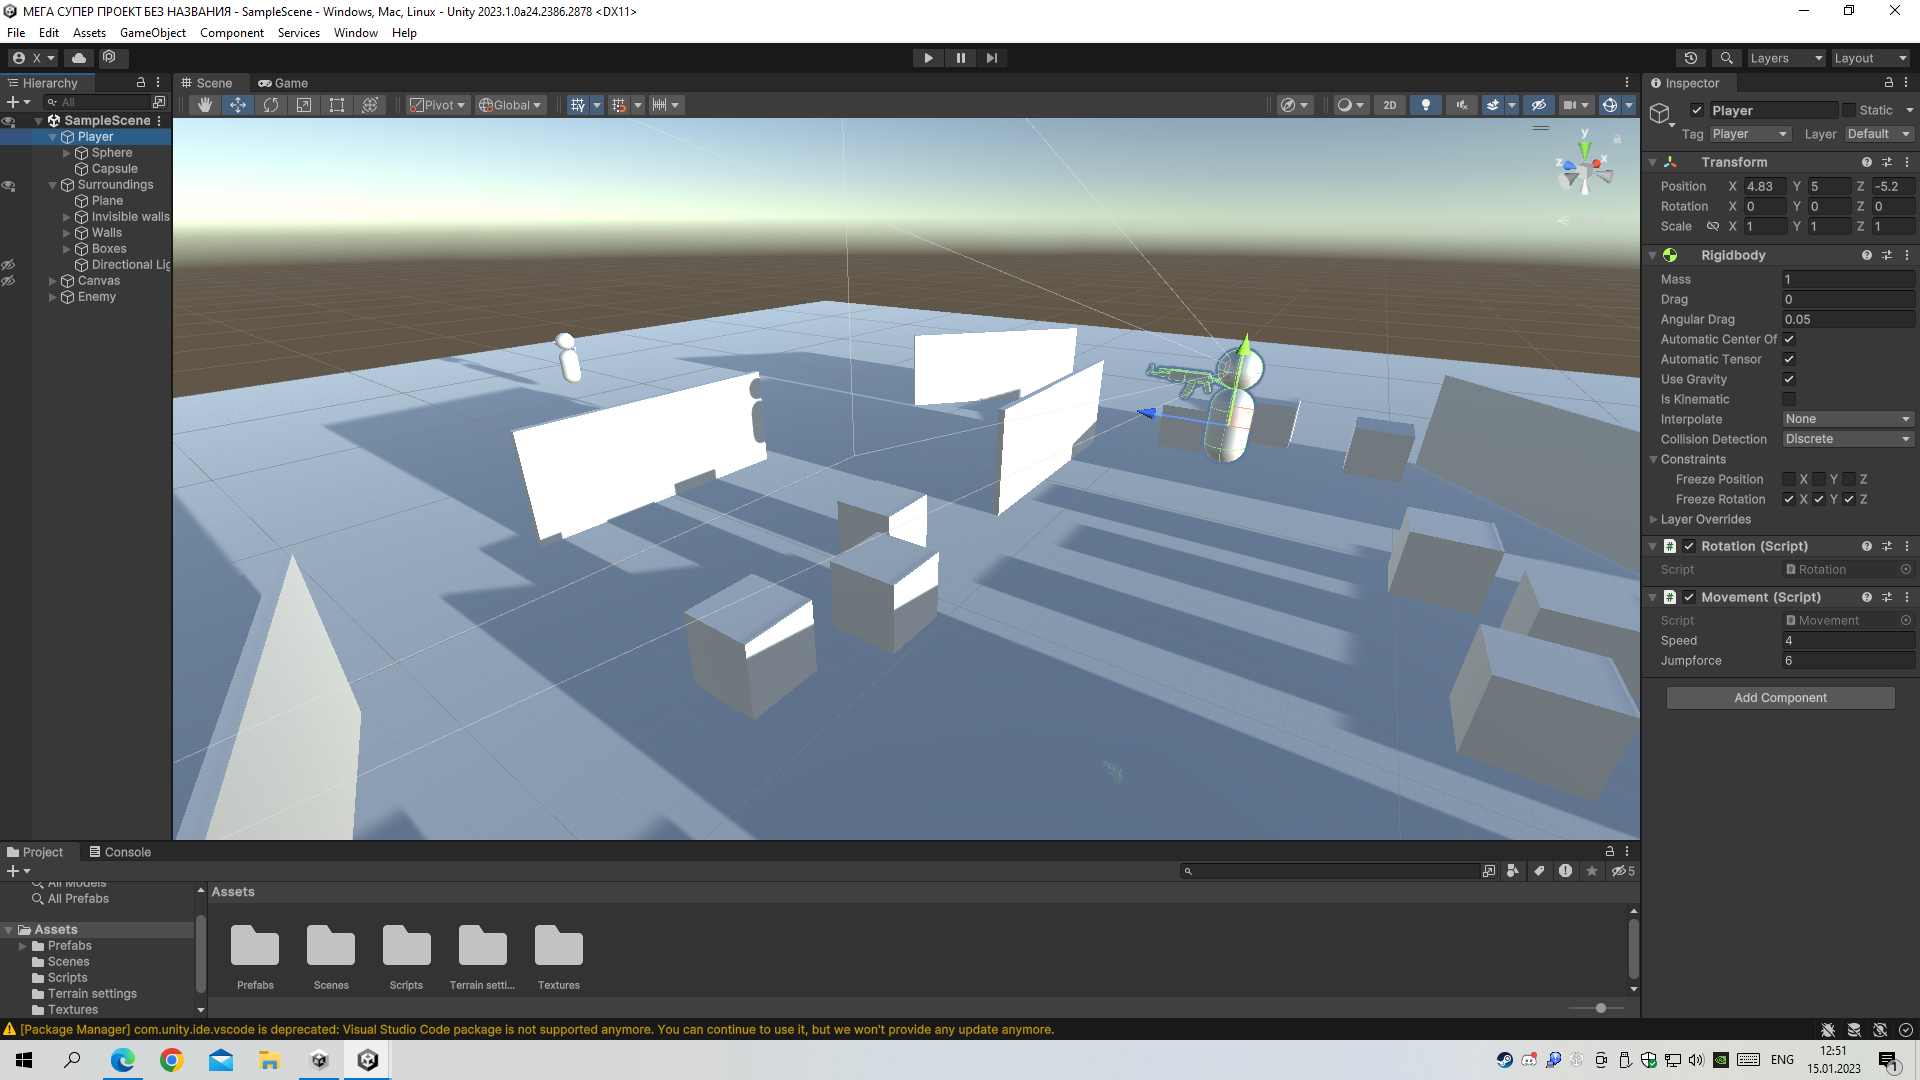 МЕГА СУПЕР ПРОЕКТ БЕЗ НАЗВАНИЯ - SampleScene - Windows, Mac, Linux - Unity 2023.1.0a24.2386.2878 <DX11>
File Edit Assets GameObject Component Services Window Help
X
Layers Layout
Hierarchy
All
SampleScene
Player
Sphere
Capsule
Surroundings
Plane
Invisible walls
Walls
Boxes
Directional Lig
Canvas
Enemy
Scene Game
Pivot Global 2D
y
x
z
Inspector
Player Static
Tag Player Layer Default
Transform
Position X 4.83 Y 5 Z -5.2
Rotation X 0 Y 0 Z 0
Scale X 1 Y 1 Z 1
Rigidbody
Mass 1
Drag 0
Angular Drag 0.05
Automatic Center Of
Automatic Tensor
Use Gravity
Is Kinematic
Interpolate None
Collision Detection Discrete
Constraints
Freeze Position X Y Z
Freeze Rotation X Y Z
Layer Overrides
# Rotation (Script)
Script Rotation
# Movement (Script)
Script Movement
Speed 4
Jumpforce 6
Add Component
Project Console
5
All Models
All Prefabs
Assets
Prefabs
Scenes
Scripts
Terrain settings
Textures
Assets
Prefabs Scenes Scripts Terrain setti... Textures
[Package Manager] com.unity.ide.vscode is deprecated: Visual Studio Code package is not supported anymore. You can continue to use it, but we won't provide any update anymore.
ENG
12:51
15.01.2023
1